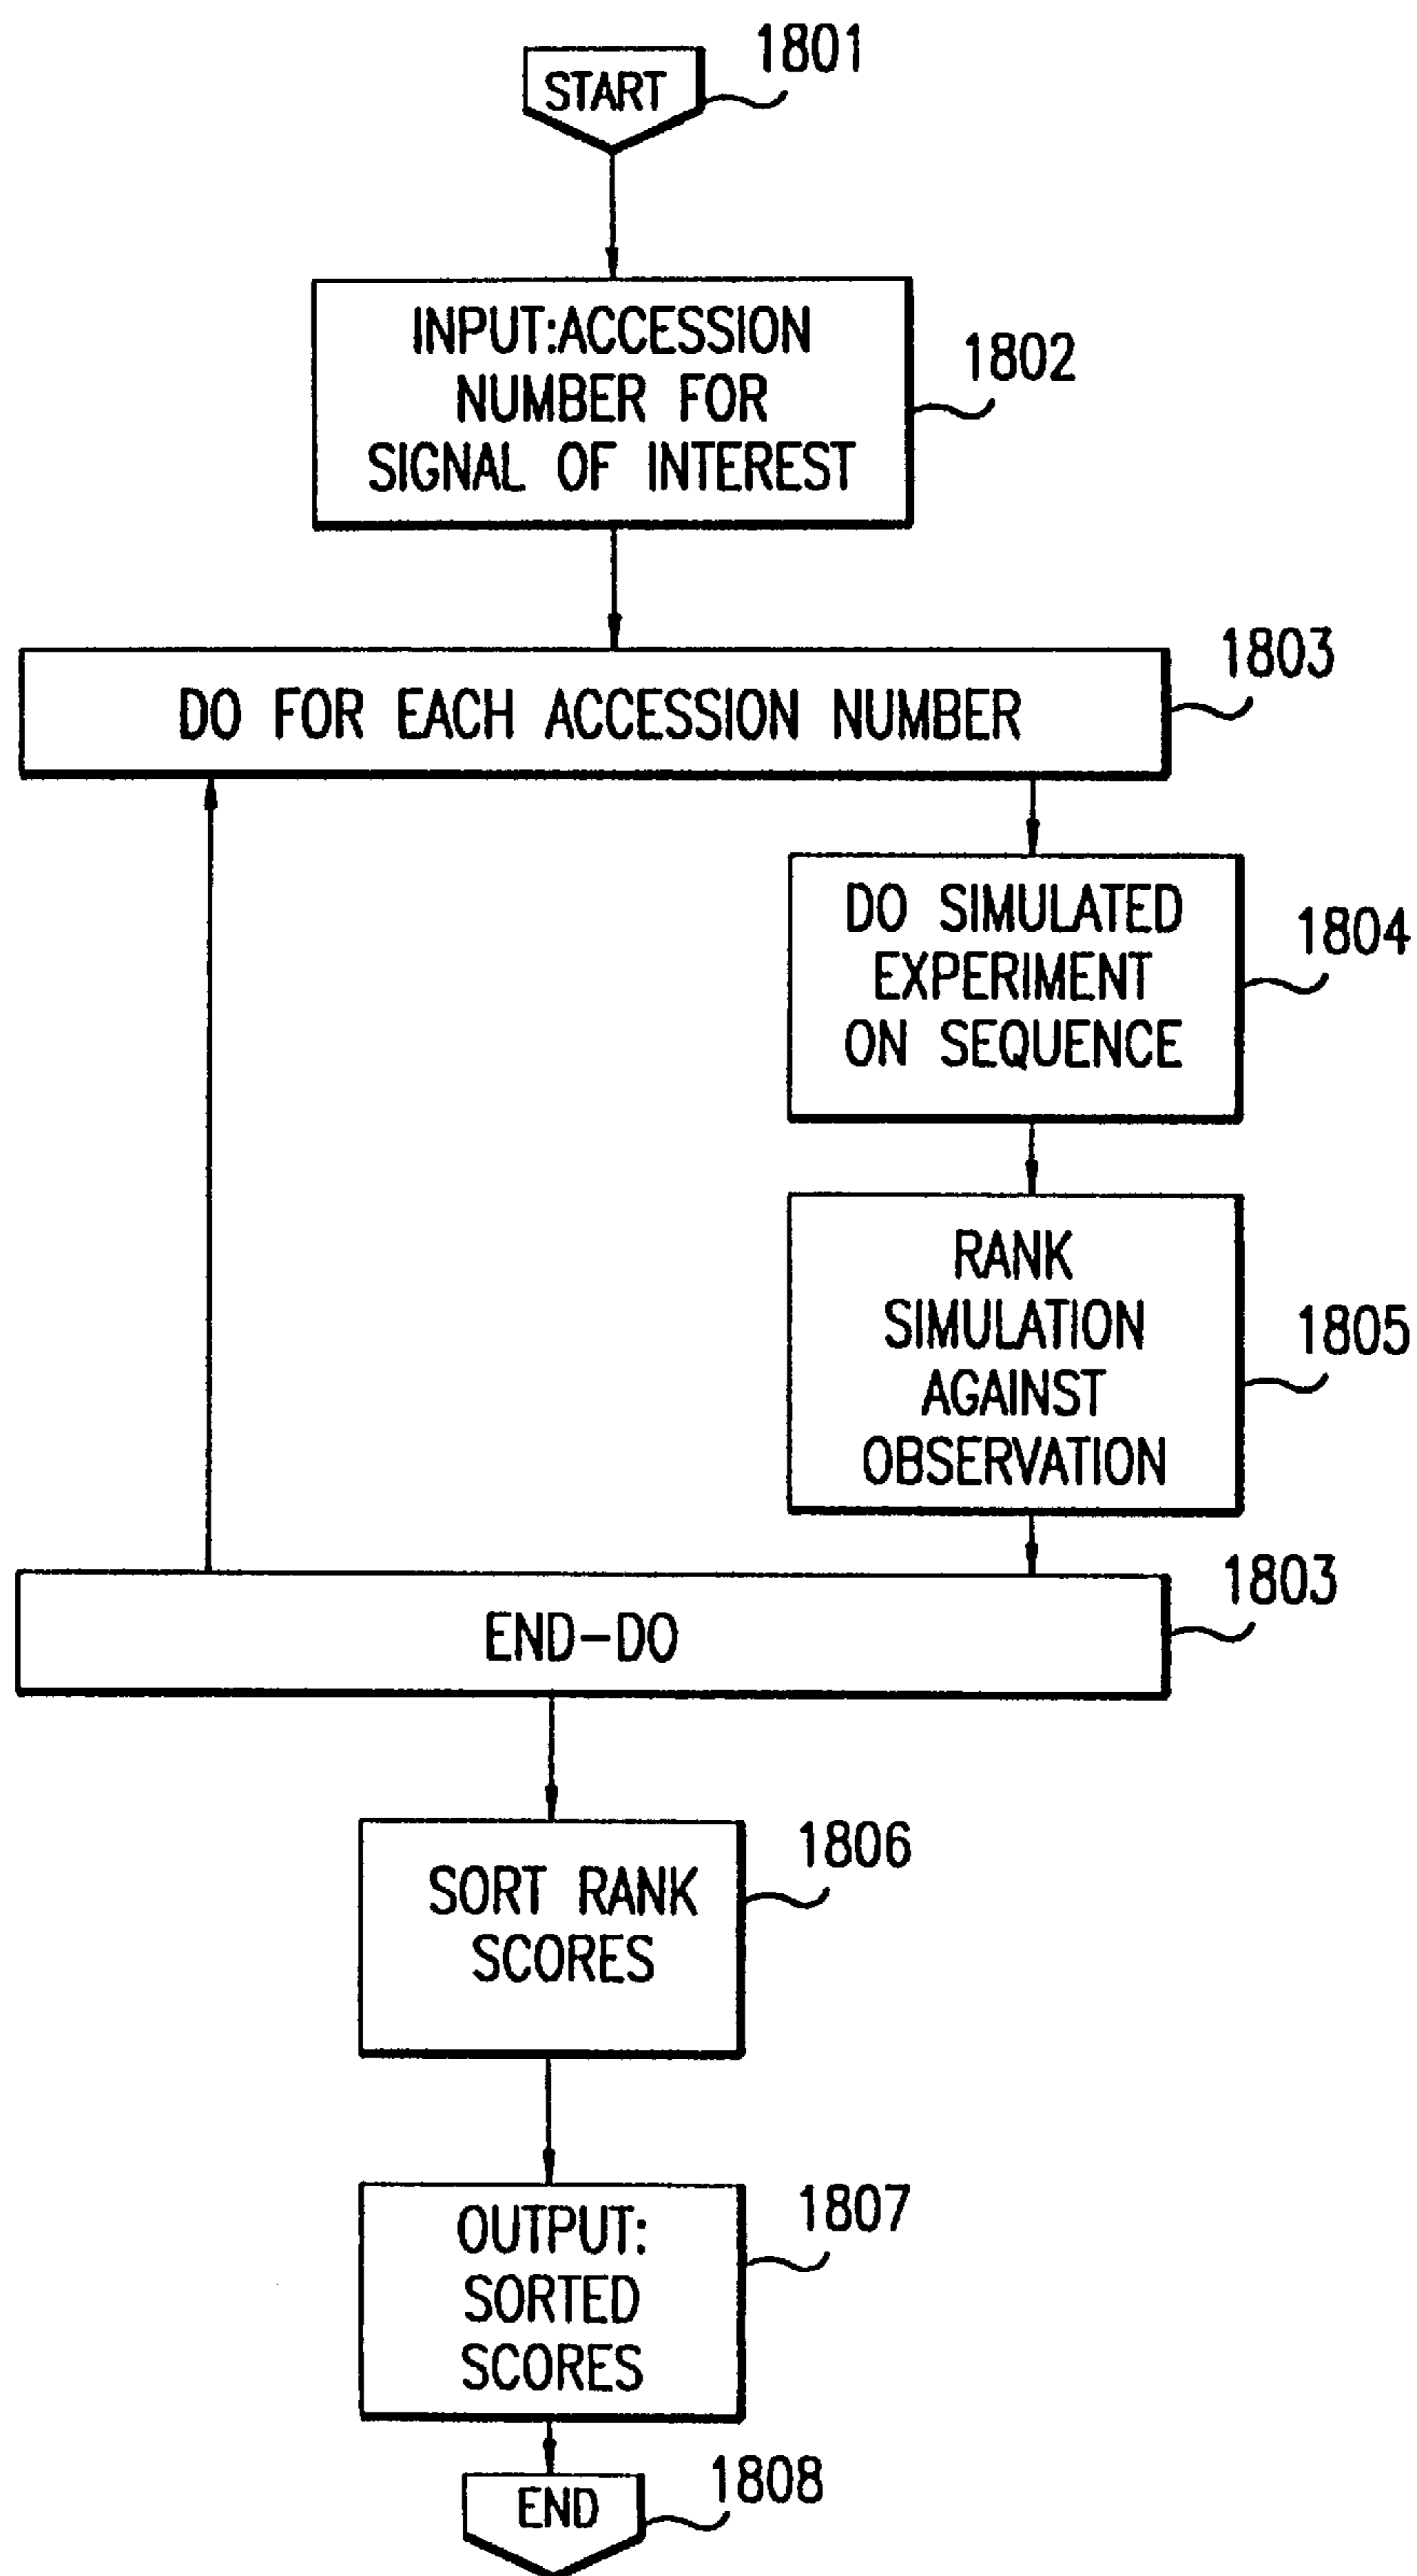 START
1801
INPUT:ACCESSION
NUMBER FOR
SIGNAL OF INTEREST
1802
DO FOR EACH ACCESSION NUMBER
1803
DO SIMULATED
EXPERIMENT
ON SEQUENCE
1804
RANK
SIMULATION
AGAINST
OBSERVATION
1805
END-DO
1803
SORT RANK
SCORES
1806
OUTPUT:
SORTED
SCORES
1807
END
1808